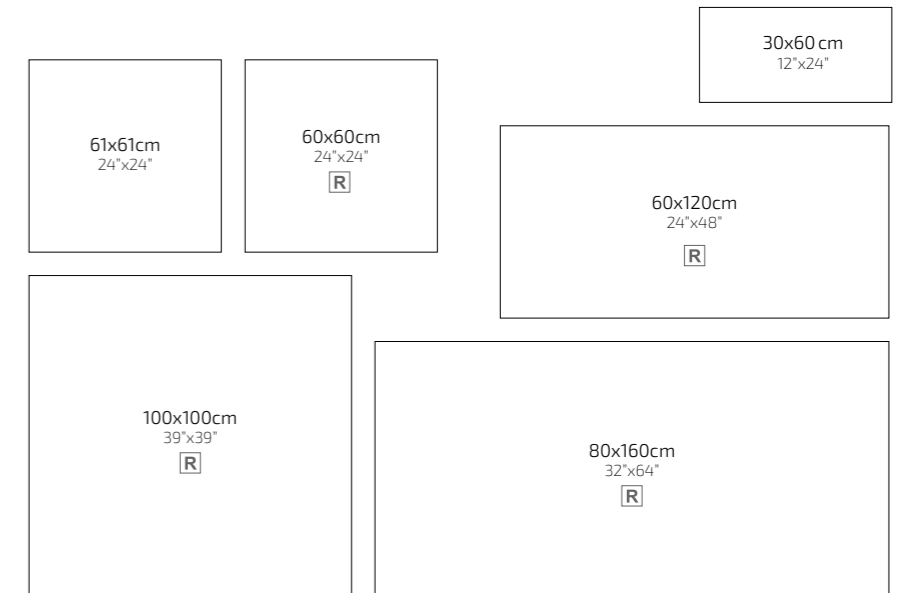 30x60 cm
12"x24"
61x61cm
24"x24"
60x60cm
24"x24"
R
60x120cm
24"x48"
R
100x100cm
39"x39"
R
80x160cm
32"x64"
R